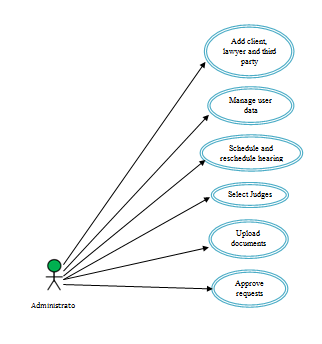 Add client,
lawyer and third
party
Manage user
data
Schedule and
reschedule hearing
Select Judges
Upload
documents
Approve
requests
Administrato